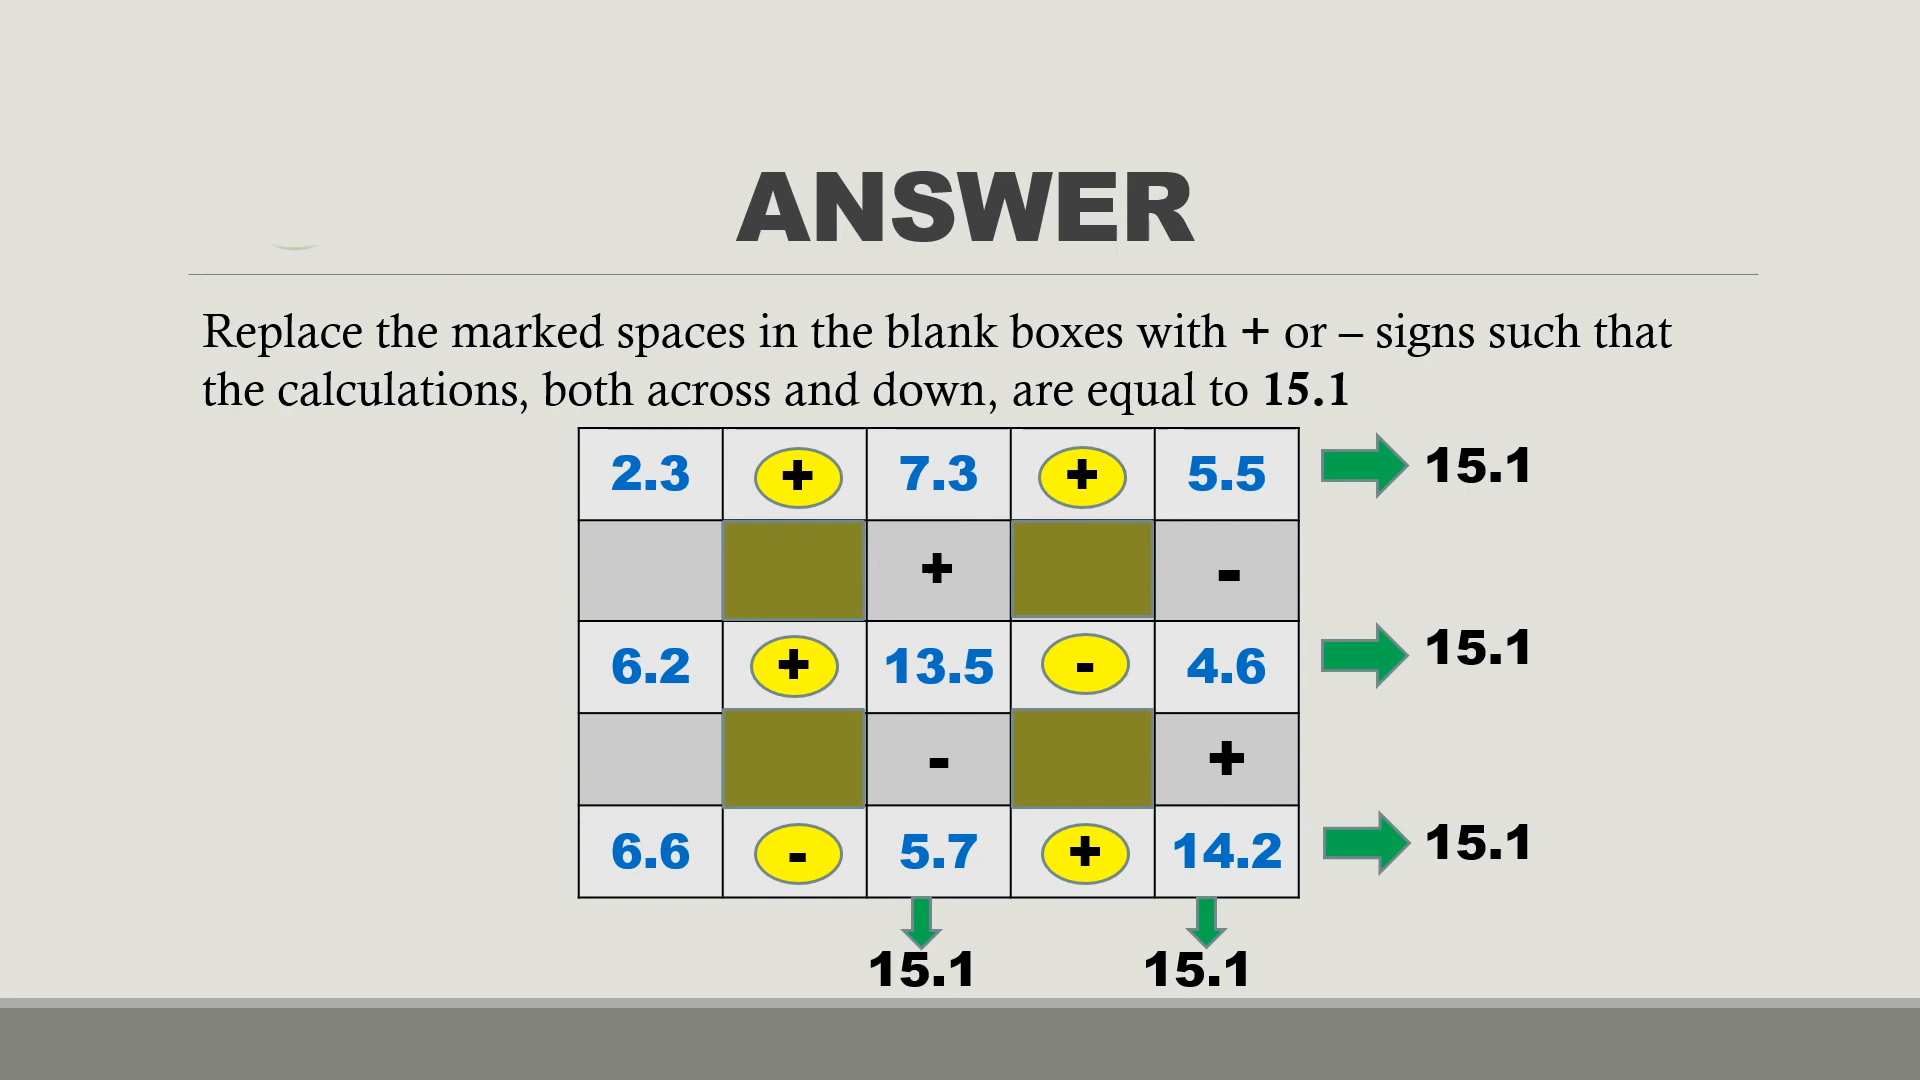 ANSWER
Replace the marked spaces in the blank boxes with + or – signs such that
the calculations, both across and down, are equal to 15.1
2.3 + 7.3 + 5.5 15.1
+ -
6.2 + 13.5 - 4.6 15.1
- +
6.6 - 5.7 + 14.2 15.1
15.1 15.1